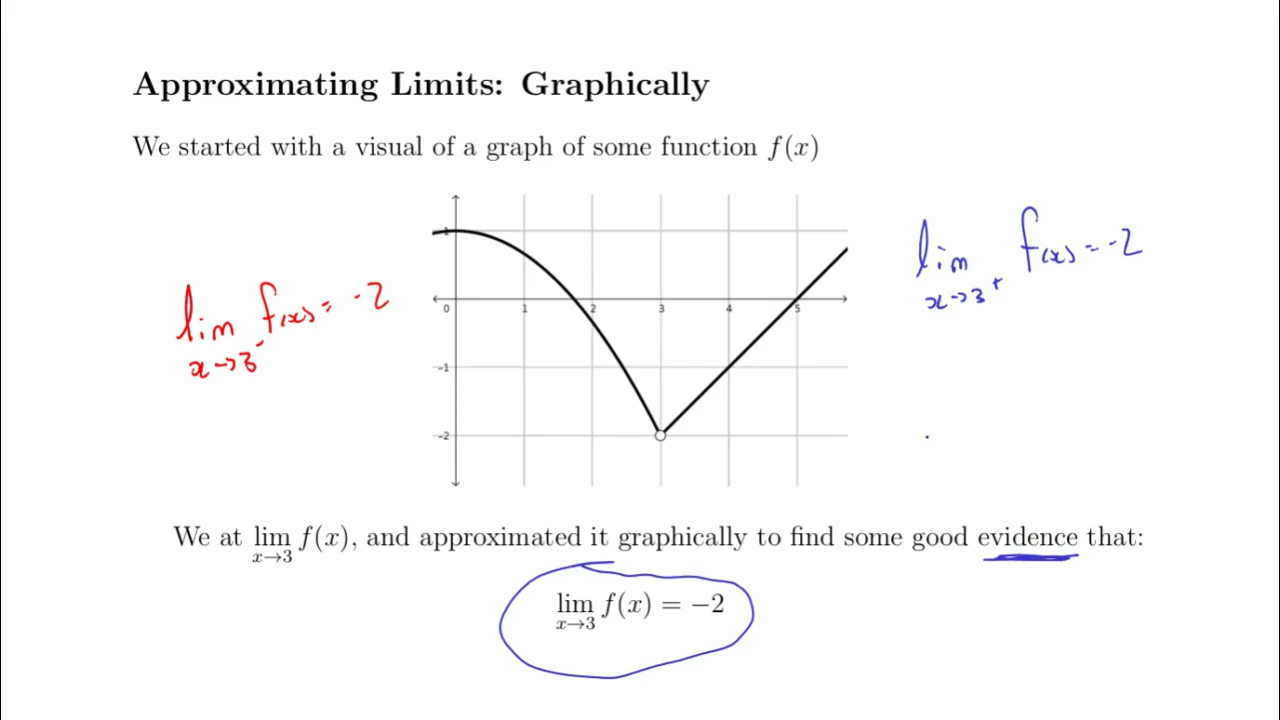 Approximating Limits: Graphically
We started with a visual of a graph of some function f(x)
lim f(x) = -2
x→3⁻
1
0 1 2 3 4 5
-1
-2
lim f(x) = -2
x→3⁺
We at lim f(x), and approximated it graphically to find some good evidence that:
x→3
lim f(x) = −2
x→3